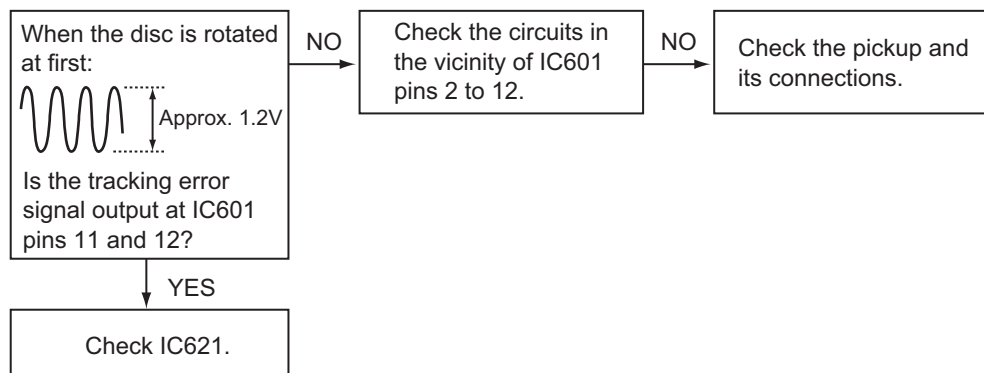 When the disc is rotated
at first:
Approx. 1.2V
Is the tracking error
signal output at IC601
pins 11 and 12?
NO
Check the circuits in
the vicinity of IC601
pins 2 to 12.
NO
Check the pickup and
its connections.
YES
Check IC621.